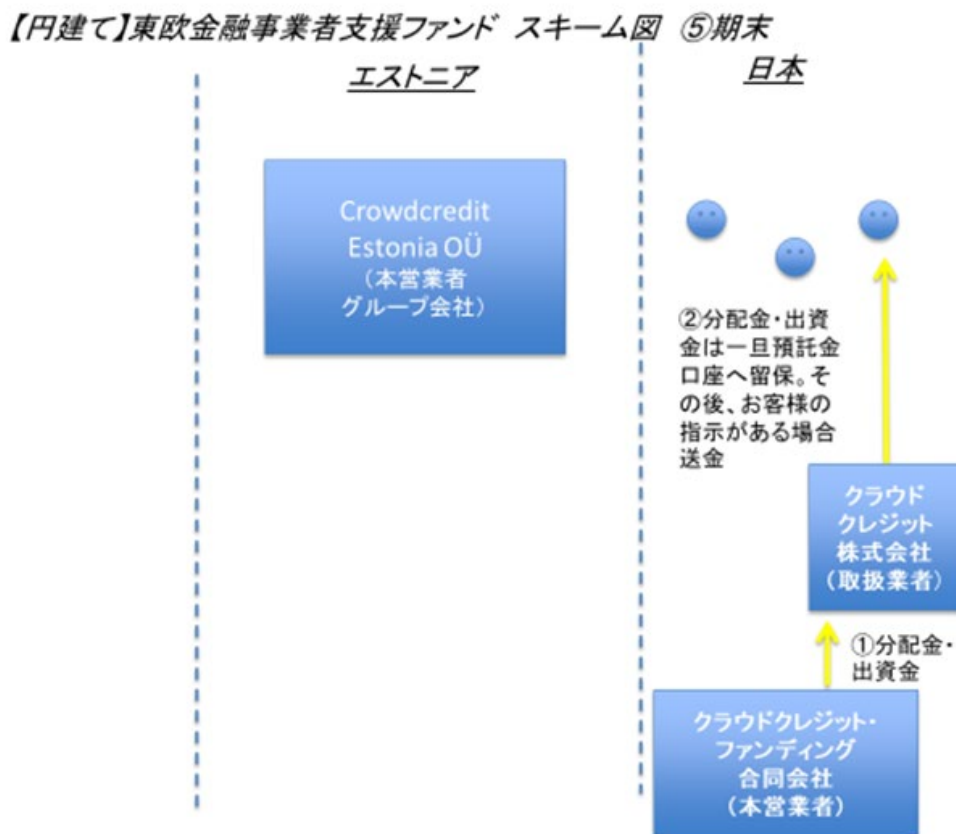 【円建て】東欧金融事業者支援ファンド スキーム図 ⑤期末
エストニア
日本
Crowdcredit
Estonia OÜ
（本営業者
グループ会社）
②分配金・出資
金は一旦預託金
口座へ留保。そ
の後、お客様の
指示がある場合
送金
クラウド
クレジット
株式会社
（取扱業者）
①分配金・
出資金
クラウドクレジット・
ファンディング
合同会社
（本営業者）